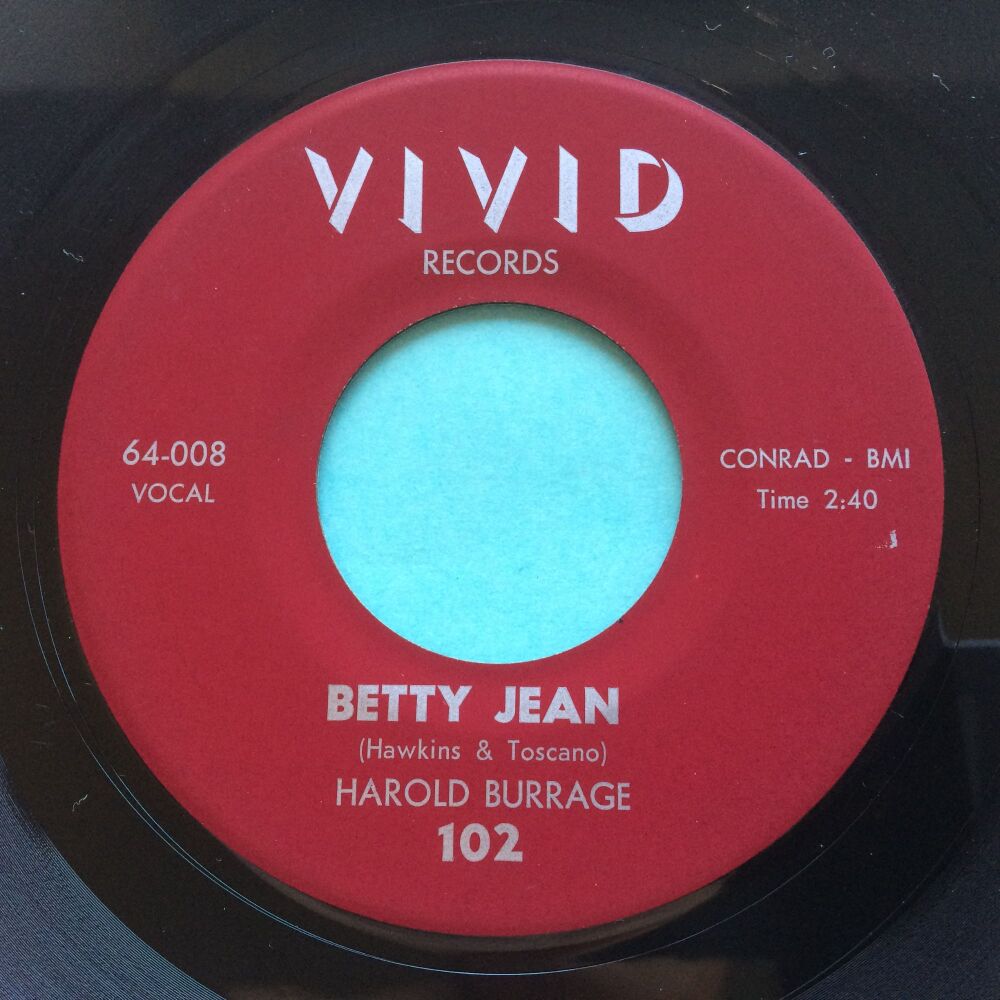 VIVID
RECORDS
64-008
VOCAL
CONRAD - BMI
Time 2:40
BETTY JEAN
(Hawkins & Toscano)
HAROLD BURRAGE
102